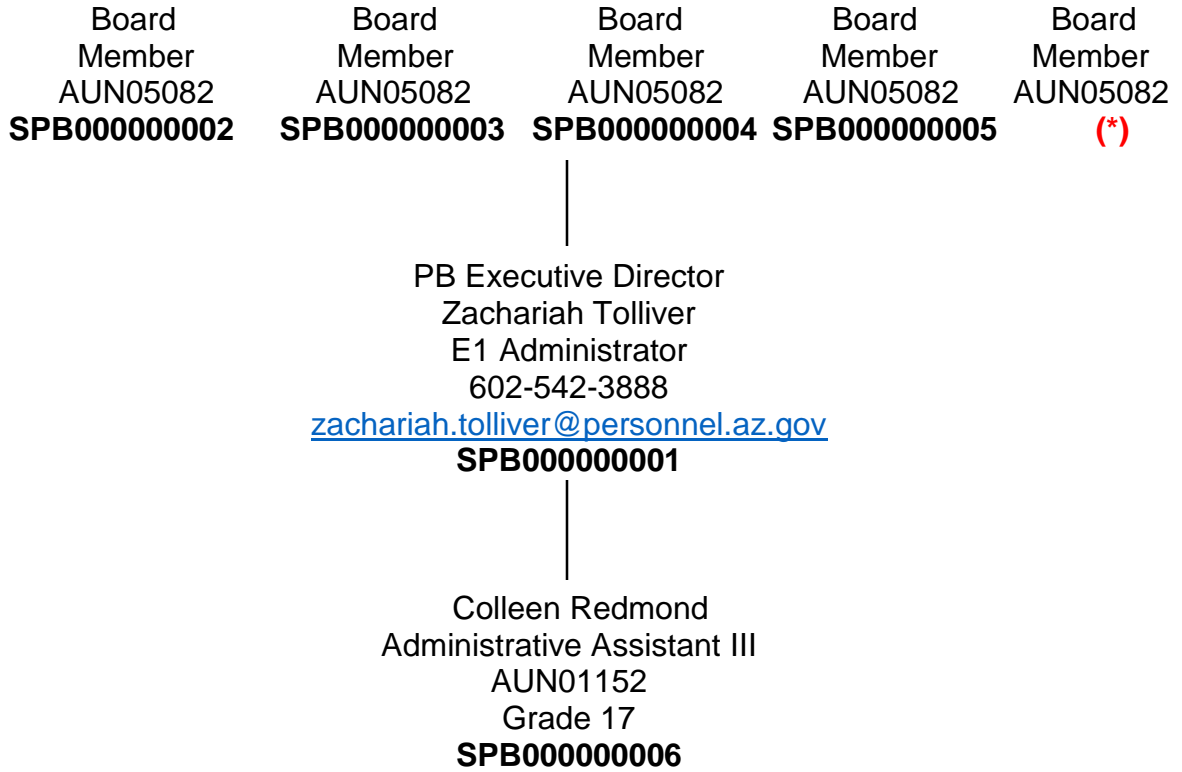 Board Board Board Board Board
Member Member Member Member Member
AUN05082 AUN05082 AUN05082 AUN05082 AUN05082
SPB000000002 SPB000000003 SPB000000004 SPB000000005 (*)
PB Executive Director
Zachariah Tolliver
E1 Administrator
602-542-3888
zachariah.tolliver@personnel.az.gov
SPB000000001
Colleen Redmond
Administrative Assistant III
AUN01152
Grade 17
SPB000000006